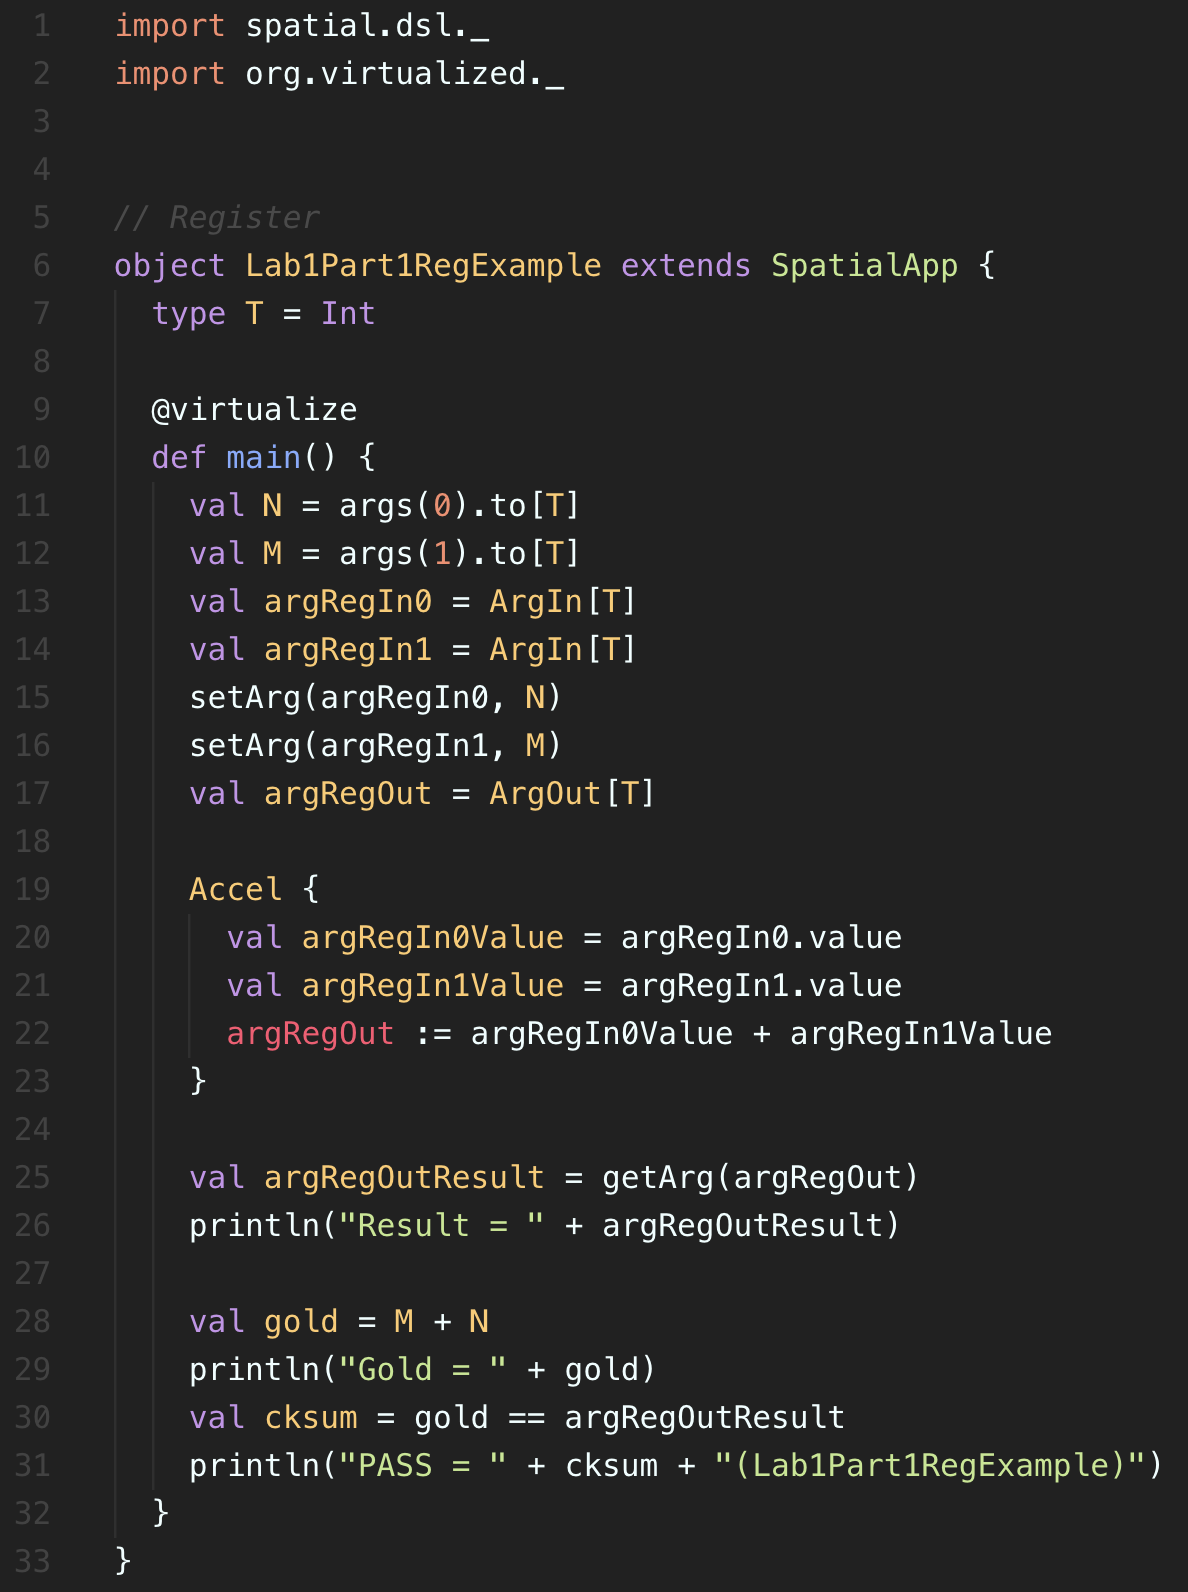 1 import spatial.dsl._
2 import org.virtualized._
3
4
5 // Register
6 object Lab1Part1RegExample extends SpatialApp {
7   type T = Int
8
9   @virtualize
10   def main() {
11     val N = args(0).to[T]
12     val M = args(1).to[T]
13     val argRegIn0 = ArgIn[T]
14     val argRegIn1 = ArgIn[T]
15     setArg(argRegIn0, N)
16     setArg(argRegIn1, M)
17     val argRegOut = ArgOut[T]
18
19     Accel {
20       val argRegIn0Value = argRegIn0.value
21       val argRegIn1Value = argRegIn1.value
22       argRegOut := argRegIn0Value + argRegIn1Value
23     }
24
25     val argRegOutResult = getArg(argRegOut)
26     println("Result = " + argRegOutResult)
27
28     val gold = M + N
29     println("Gold = " + gold)
30     val cksum = gold == argRegOutResult
31     println("PASS = " + cksum + "(Lab1Part1RegExample)")
32   }
33 }